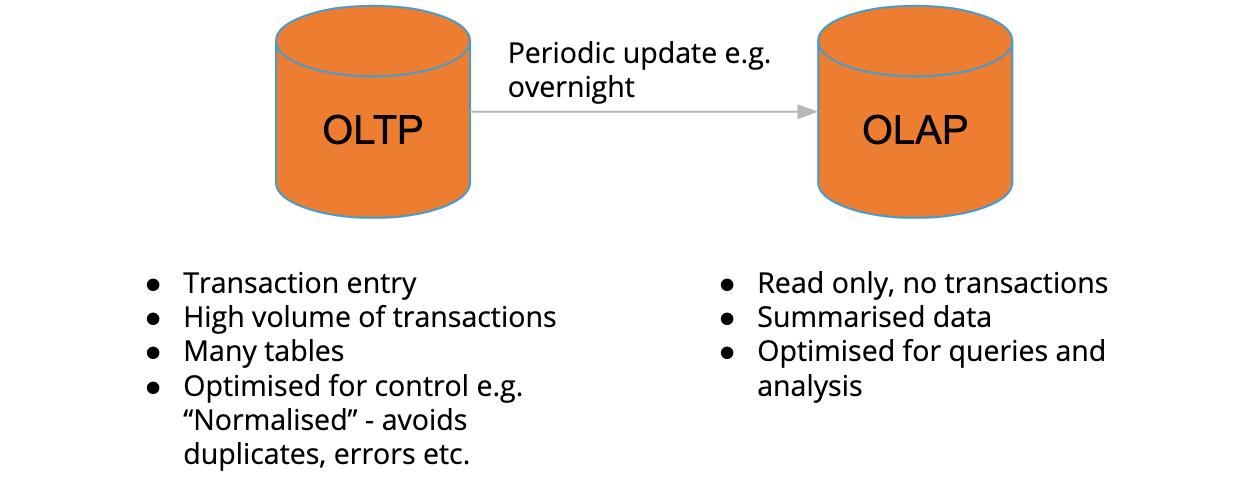 Periodic update e.g.
overnight
OLTP
OLAP
● Transaction entry
● High volume of transactions
● Many tables
● Optimised for control e.g.
“Normalised” - avoids
duplicates, errors etc.
● Read only, no transactions
● Summarised data
● Optimised for queries and
analysis